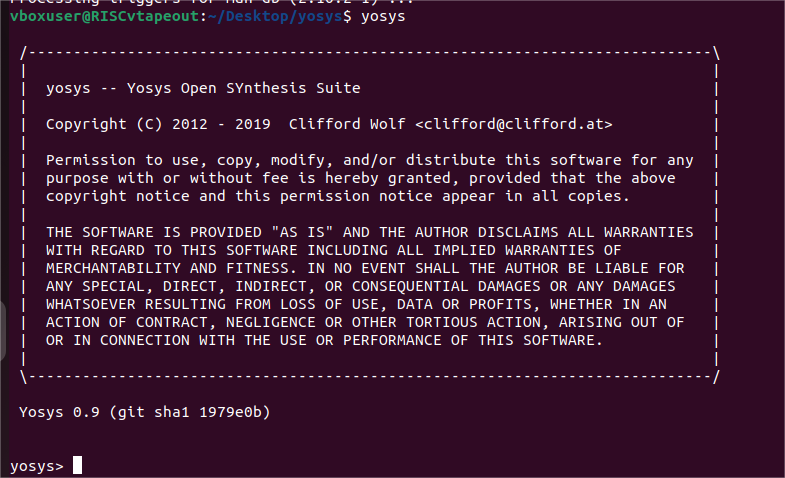 Processing triggers for man-db (2.10.2-1) ...
vboxuser@RISCvtapeout:~/Desktop/yosys$ yosys
/----------------------------------------------------------------------------\
|                                                                            |
|  yosys -- Yosys Open SYnthesis Suite                                       |
|                                                                            |
|  Copyright (C) 2012 - 2019  Clifford Wolf <clifford@clifford.at>           |
|                                                                            |
|  Permission to use, copy, modify, and/or distribute this software for any  |
|  purpose with or without fee is hereby granted, provided that the above    |
|  copyright notice and this permission notice appear in all copies.         |
|                                                                            |
|  THE SOFTWARE IS PROVIDED "AS IS" AND THE AUTHOR DISCLAIMS ALL WARRANTIES  |
|  WITH REGARD TO THIS SOFTWARE INCLUDING ALL IMPLIED WARRANTIES OF          |
|  MERCHANTABILITY AND FITNESS. IN NO EVENT SHALL THE AUTHOR BE LIABLE FOR   |
|  ANY SPECIAL, DIRECT, INDIRECT, OR CONSEQUENTIAL DAMAGES OR ANY DAMAGES    |
|  WHATSOEVER RESULTING FROM LOSS OF USE, DATA OR PROFITS, WHETHER IN AN     |
|  ACTION OF CONTRACT, NEGLIGENCE OR OTHER TORTIOUS ACTION, ARISING OUT OF   |
|  OR IN CONNECTION WITH THE USE OR PERFORMANCE OF THIS SOFTWARE.            |
|                                                                            |
\----------------------------------------------------------------------------/
Yosys 0.9 (git sha1 1979e0b)
yosys>